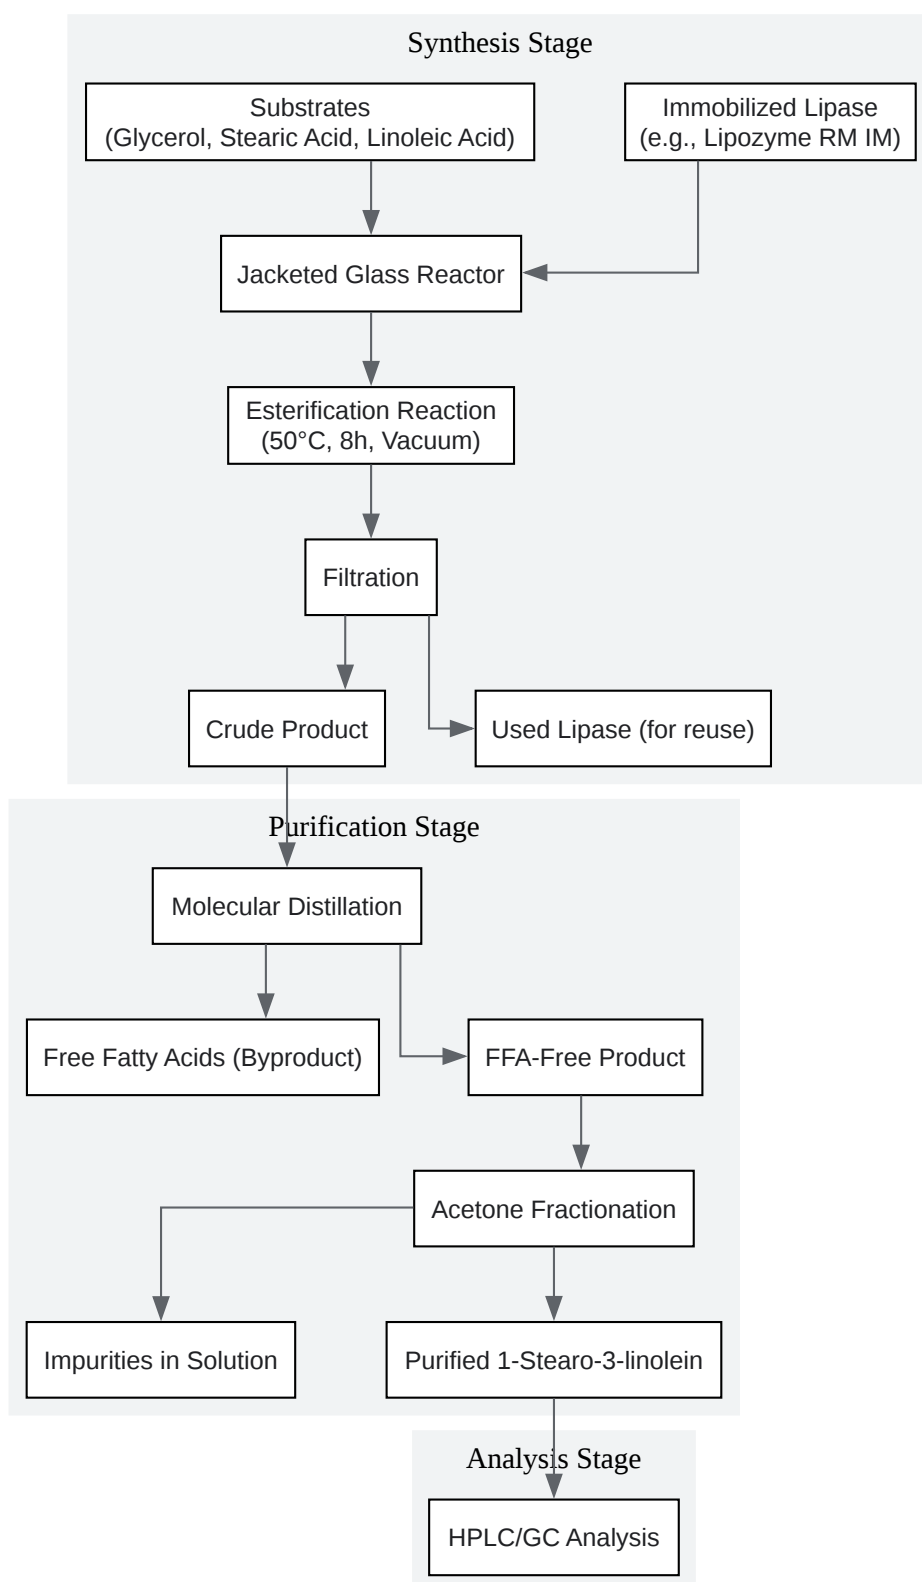 Synthesis Stage
Substrates
(Glycerol, Stearic Acid, Linoleic Acid)
Immobilized Lipase
(e.g., Lipozyme RM IM)
Jacketed Glass Reactor
Esterification Reaction
(50°C, 8h, Vacuum)
Filtration
Crude Product
Used Lipase (for reuse)
Purification Stage
Molecular Distillation
Free Fatty Acids (Byproduct)
FFA-Free Product
Acetone Fractionation
Impurities in Solution
Purified 1-Stearo-3-linolein
Analysis Stage
HPLC/GC Analysis